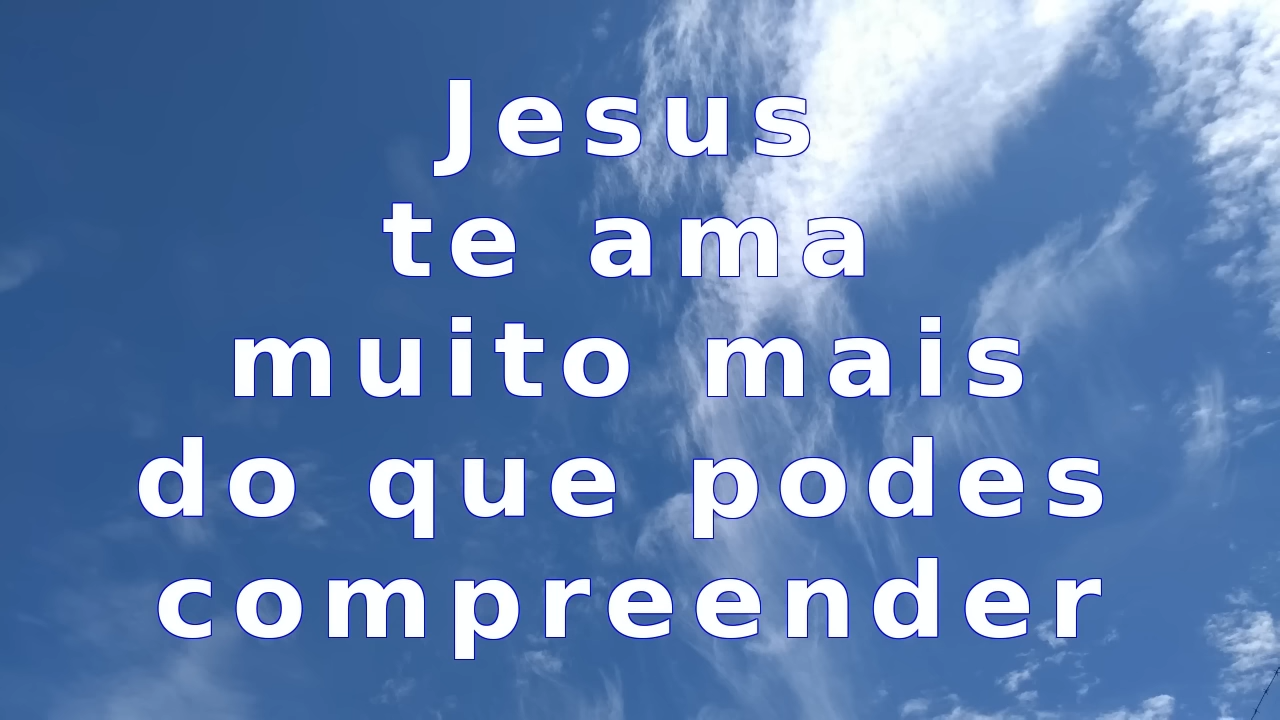 Jesus
te ama
muito mais
do que podes
compreender